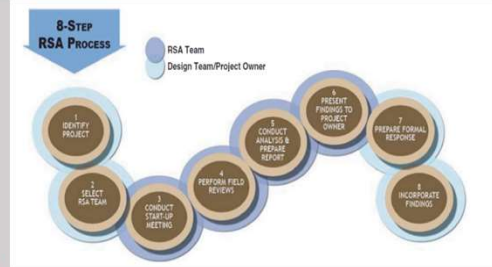 8-STEP
RSA PROCESS
RSA Team
Design Team/Project Owner
1
IDENTIFY
PROJECT
2
SELECT
RSA TEAM
3
CONDUCT
START-UP
MEETING
4
PERFORM FIELD
REVIEWS
5
CONDUCT
ANALYSIS &
PREPARE
REPORT
6
PRESENT
FINDINGS TO
PROJECT
OWNER
7
PREPARE FORMAL
RESPONSE
8
INCORPORATE
FINDINGS